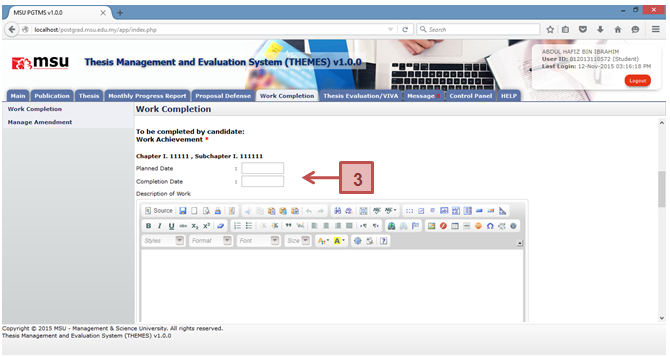 MSU PGTMS v1.0.0
localhost/postgrad.msu.edu.my/app/index.php
Search
msu
Thesis Management and Evaluation System (THEMES) v1.0.0
ABDUL HAFIZ BIN IBRAHIM
User ID: 012013110572 (Student)
Last Login: 12-Nov-2015 03:16:18 PM
Logout
Main Publication Thesis Monthly Progress Report Proposal Defense Work Completion Thesis Evaluation/VIVA Message Control Panel HELP
Work Completion
Manage Amendment
Work Completion
To be completed by candidate:
Work Achievement *
Chapter I. 11111 , Subchapter I. 111111
Planned Date :
Completion Date :
3
Description of Work
Source
B I U abc X₂ X²
Styles Format Font Size
Copyright © 2015 MSU - Management & Science University. All rights reserved.
Thesis Management and Evaluation System (THEMES) v1.0.0